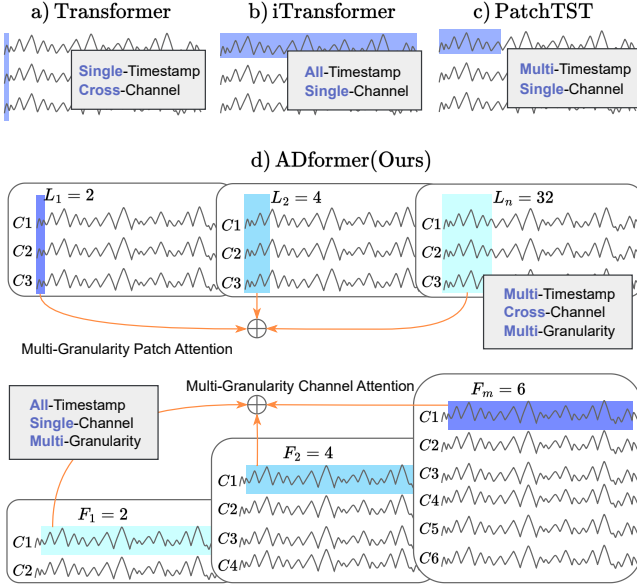 a) Transformer
b) iTransformer
c) PatchTST
Single-Timestamp
Cross-Channel
All-Timestamp
Single-Channel
Multi-Timestamp
Single-Channel
d) ADformer(Ours)
L1 = 2
C1
C2
C3
L2 = 4
C1
C2
C3
Ln = 32
C1
C2
C3
Multi-Timestamp
Cross-Channel
Multi-Granularity
Multi-Granularity Patch Attention
Multi-Granularity Channel Attention
All-Timestamp
Single-Channel
Multi-Granularity
F1 = 2
C1
C2
F2 = 4
C1
C2
C3
C4
Fm = 6
C1
C2
C3
C4
C5
C6